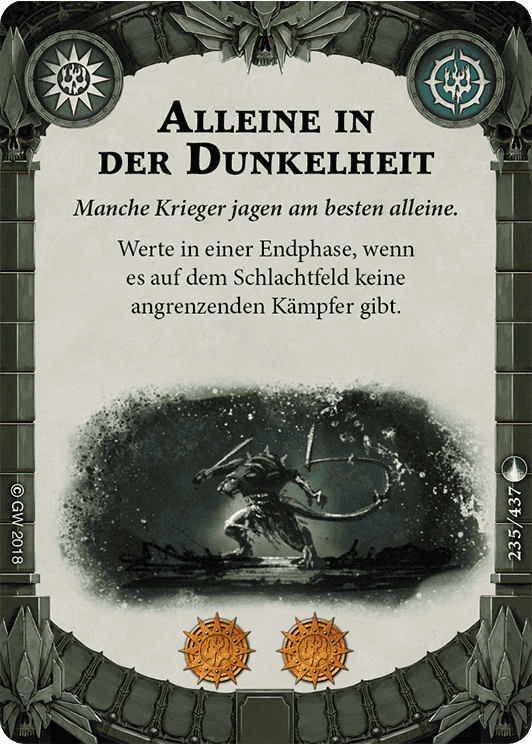 Alleine in
der Dunkelheit
Manche Krieger jagen am besten alleine.
Werte in einer Endphase, wenn
es auf dem Schlachtfeld keine
angrenzenden Kämpfer gibt.
© GW 2018
235/437